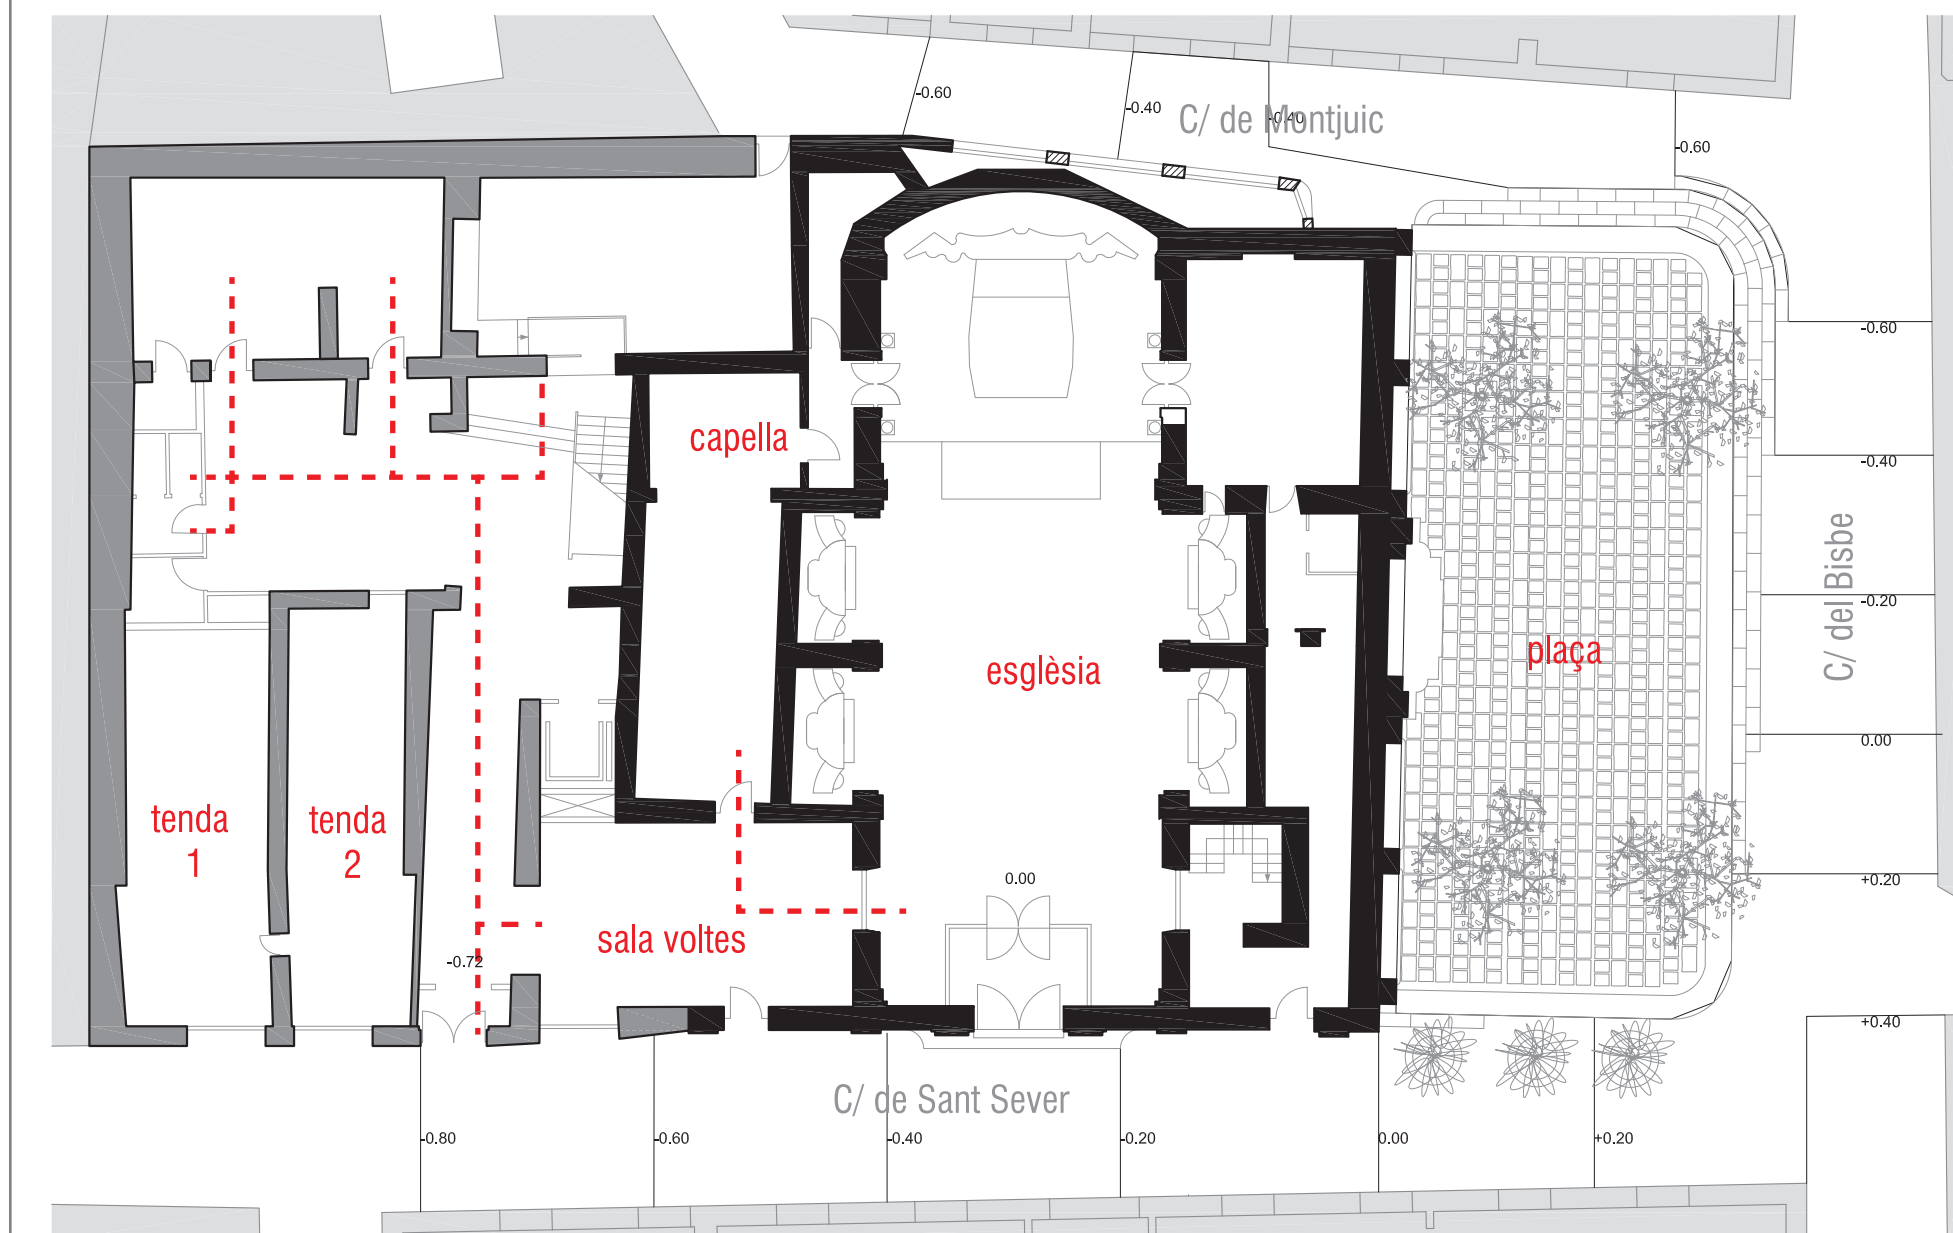 -0.60
-0.40
-0.40
C/ de Montjuic
-0.60
-0.60
capella
-0.40
C/ del Bisbe
-0.20
esglèsia
plaça
0.00
tenda
1
tenda
2
0.00
+0.20
sala voltes
-0.72
+0.40
C/ de Sant Sever
-0.80
-0.60
-0.40
-0.20
0.00
+0.20